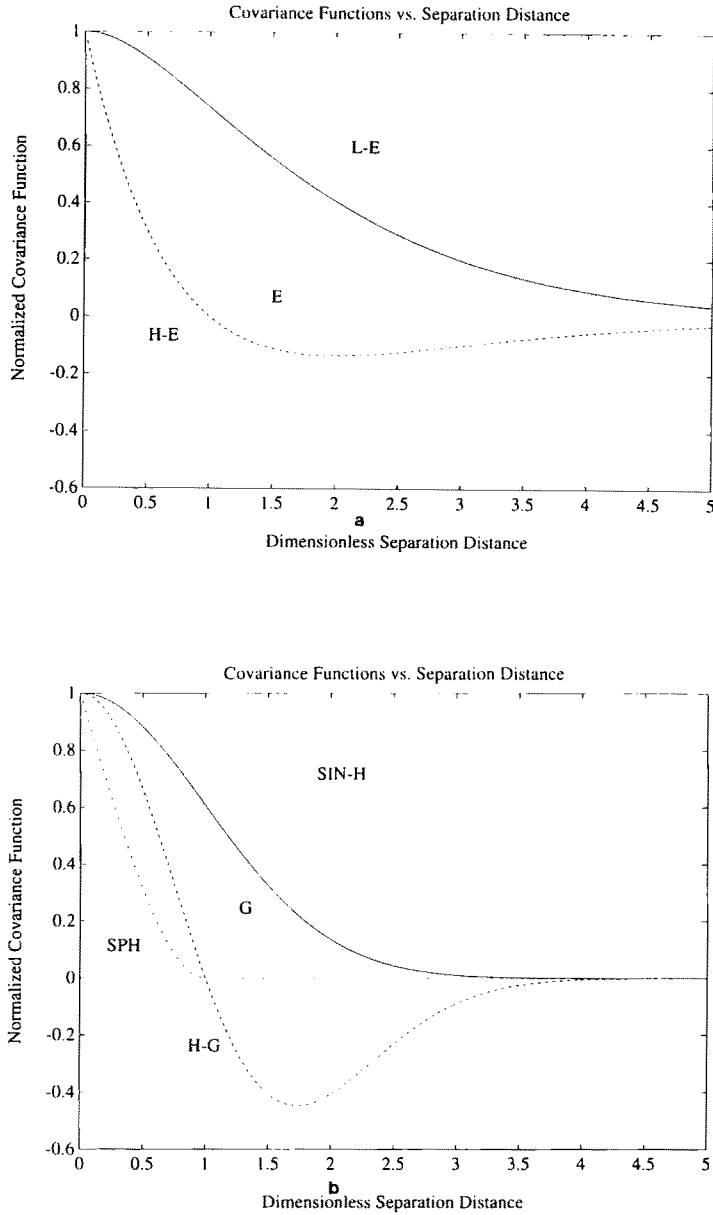 Covariance Functions vs. Separation Distance
Normalized Covariance Function
1
0.8
0.6
0.4
0.2
0
-0.2
-0.4
-0.6
L-E
E
H-E
0 0.5 1 1.5 2 2.5 3 3.5 4 4.5 5
a
Dimensionless Separation Distance
Covariance Functions vs. Separation Distance
Normalized Covariance Function
1
0.8
0.6
0.4
0.2
0
-0.2
-0.4
-0.6
SIN-H
G
SPH
H-G
0 0.5 1 1.5 2 2.5 3 3.5 4 4.5 5
b
Dimensionless Separation Distance